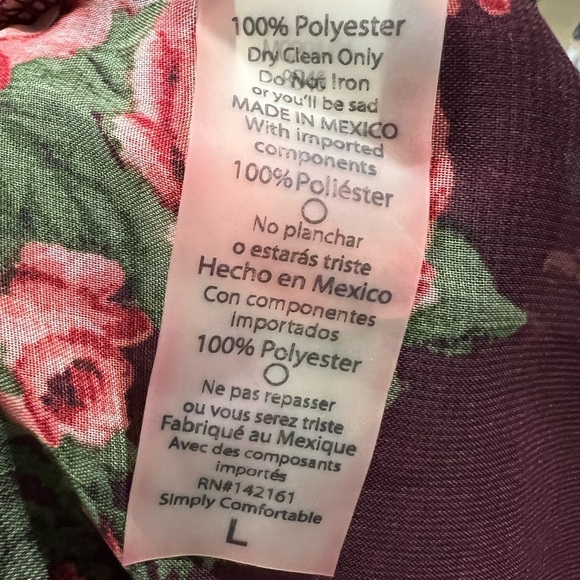 100% Polyester
Dry Clean Only
Do Not Iron
or you'll be sad
MADE IN MEXICO
With imported
components
100% Poliéster
No planchar
o estarás triste
Hecho en Mexico
Con componentes
importados
100% Polyester
Ne pas repasser
ou vous serez triste
Fabriqué au Mexique
Avec des composants
importés
RN#142161
Simply Comfortable
L